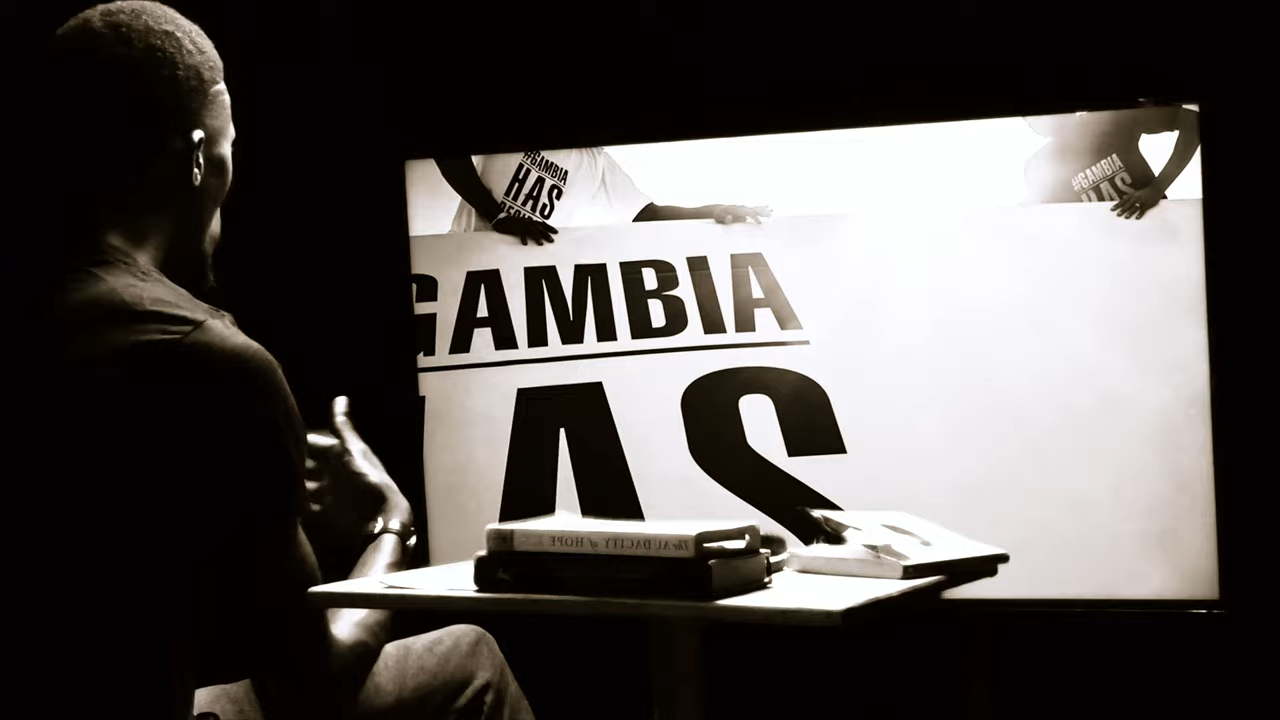 #GAMBIA
HAS
#GAMBIA
HAS
GAMBIA
AS
The AUDACITY of HOPE